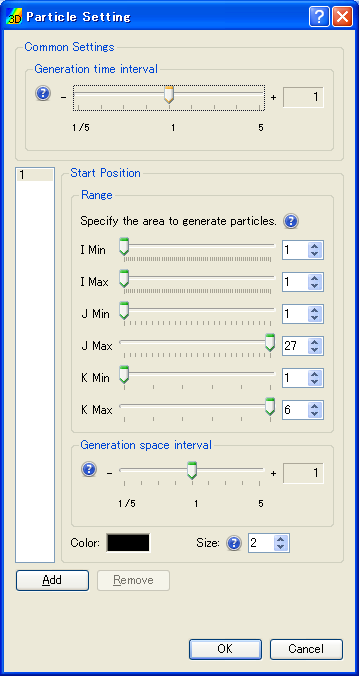 3D Particle Setting
Common Settings
Generation time interval
? - + 1
1/5 1 5
1
Start Position
Range
Specify the area to generate particles. ?
I Min 1
I Max 1
J Min 1
J Max 27
K Min 1
K Max 6
Generation space interval
? - + 1
1/5 1 5
Color: Size: ? 2
Add Remove
OK Cancel